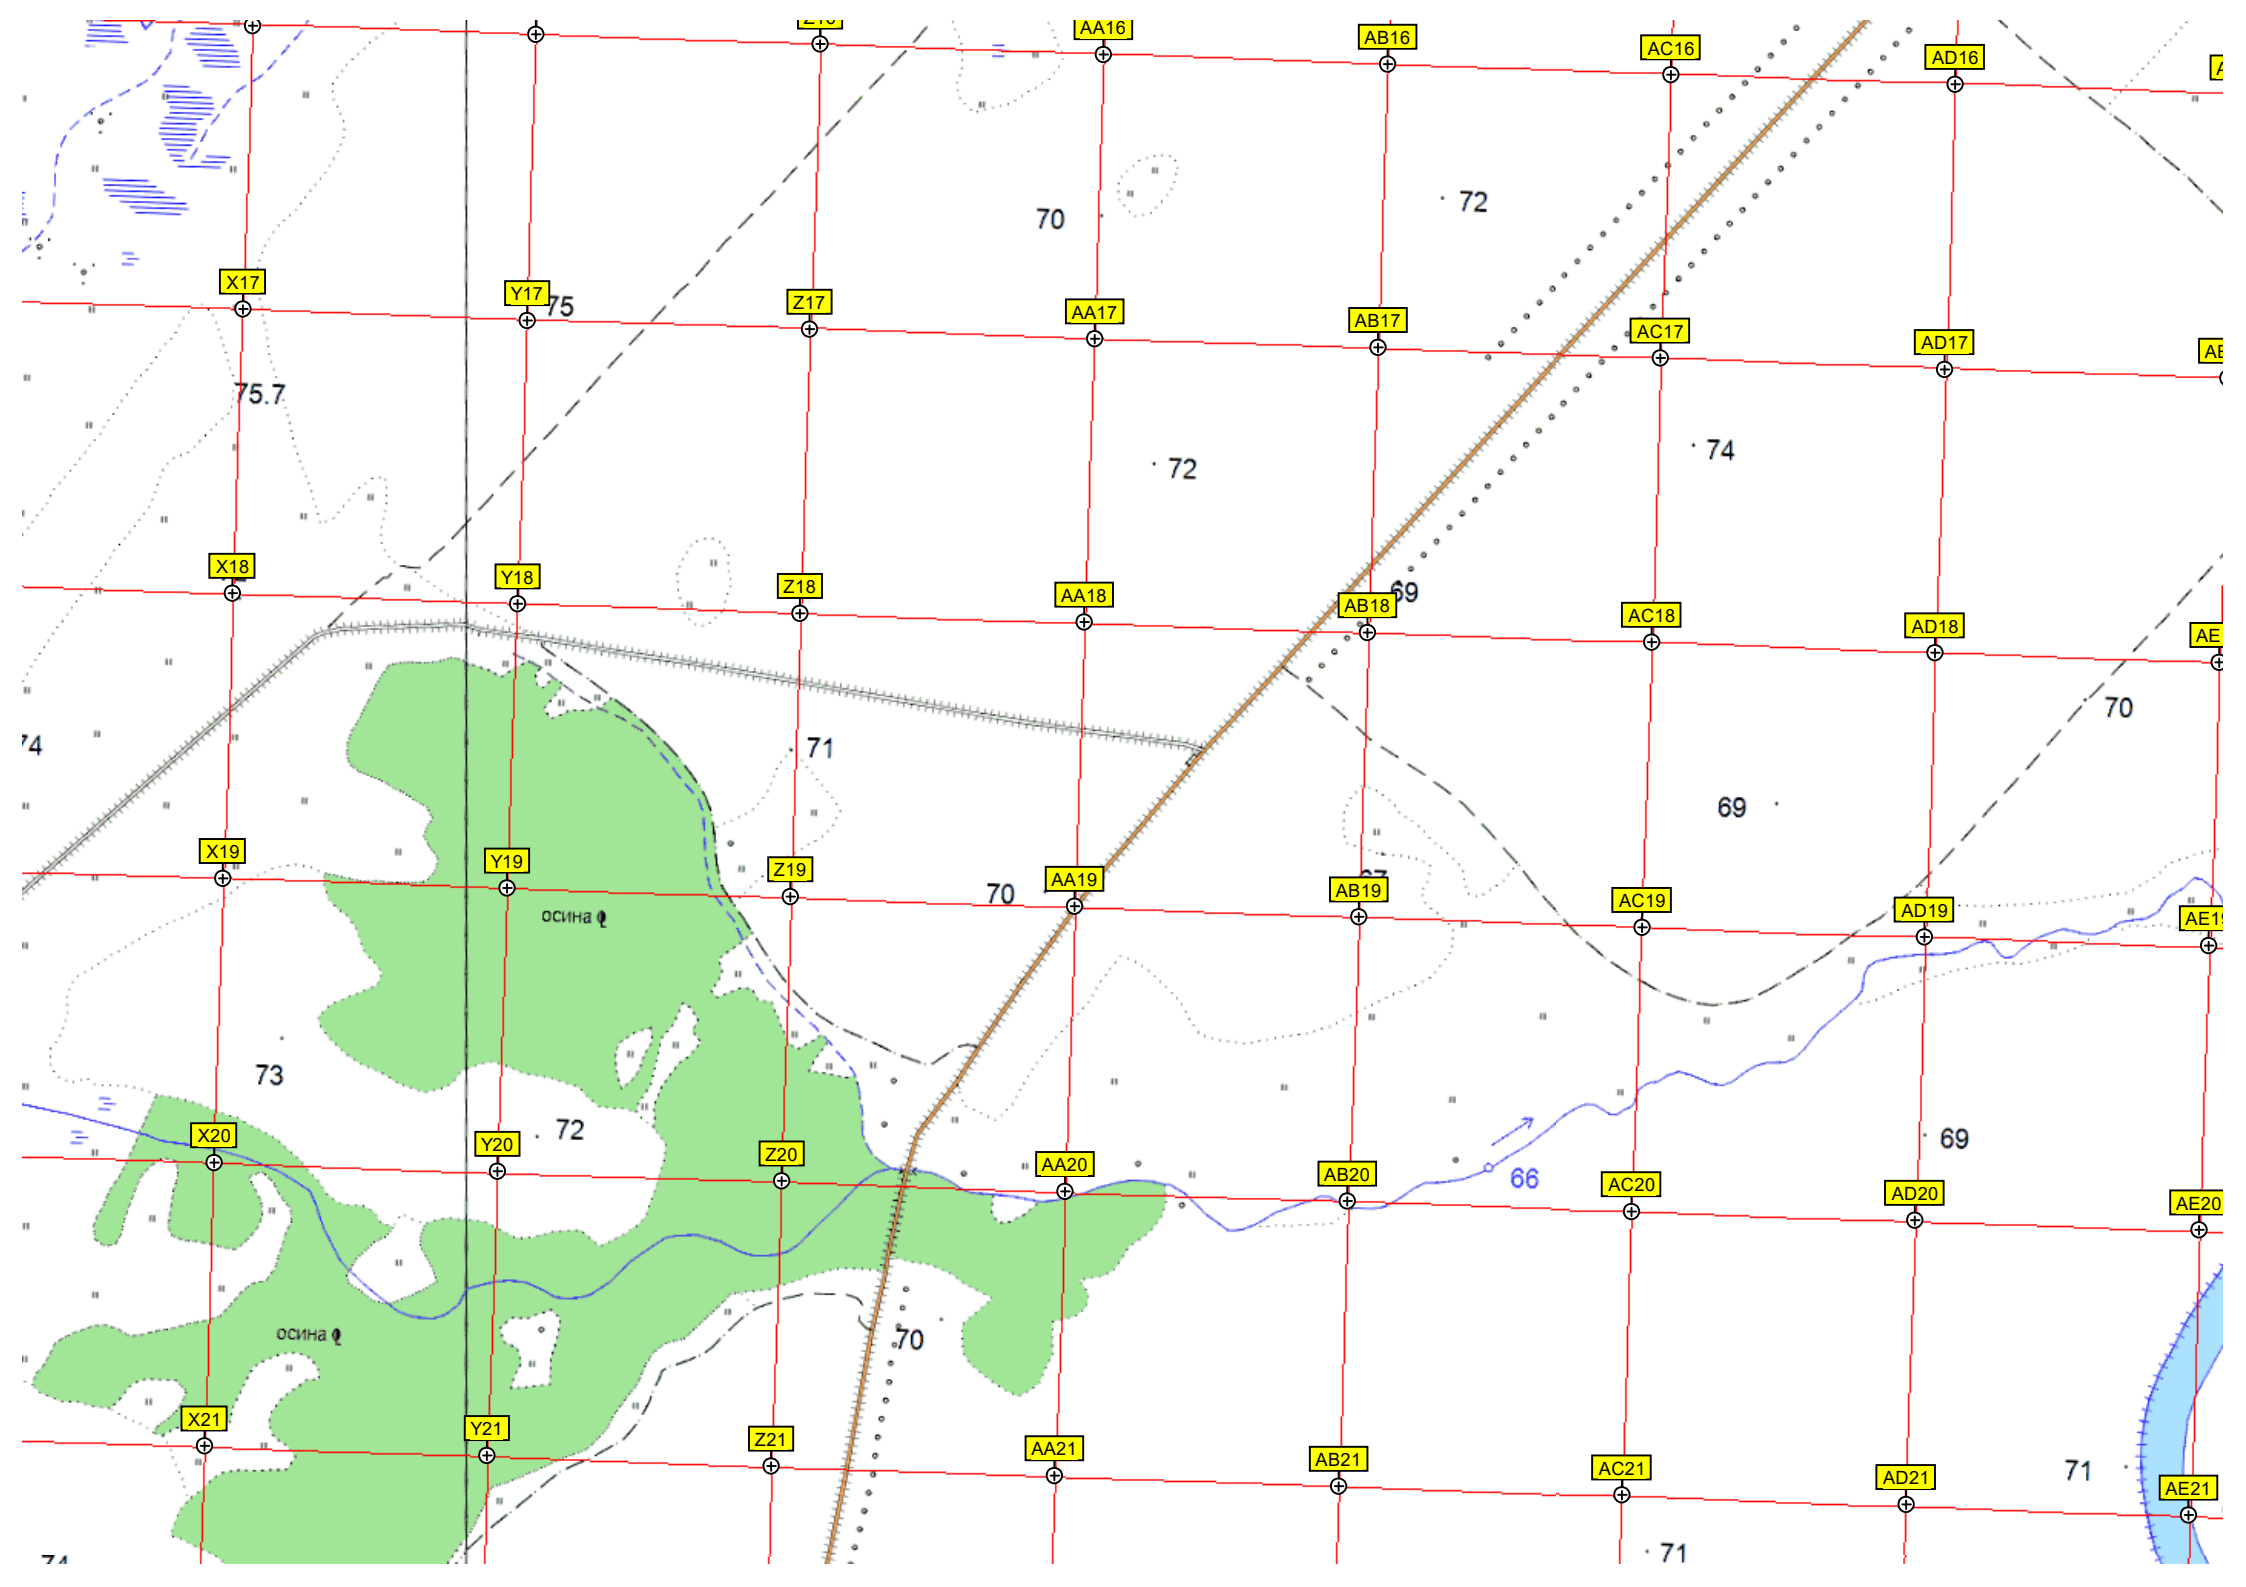 AA16
AB16
AC16
AD16
70
72
X17
Y17
75
Z17
AA17
AB17
AC17
AD17
75.7
72
74
X18
Y18
Z18
AA18
69
AB18
AC18
AD18
70
74
71
69
X19
Y19
Z19
70
AA19
AB19
AC19
AD19
AE19
осина
73
72
X20
Y20
Z20
AA20
AB20
66
AC20
69
AD20
AE20
осина
70
X21
Y21
Z21
AA21
AB21
AC21
71
AD21
AE21
74
71